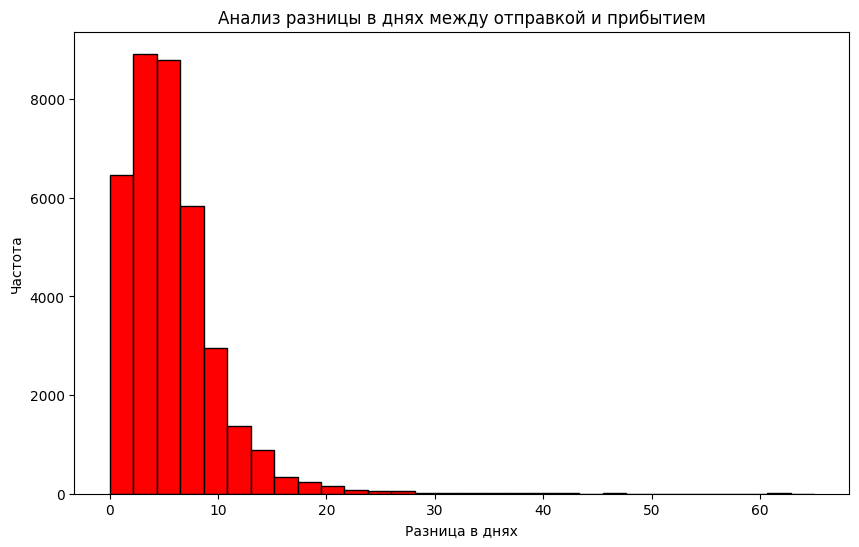 Анализ разницы в днях между отправкой и прибытием
8000
6000
4000
2000
0
Частота
0 10 20 30 40 50 60
Разница в днях